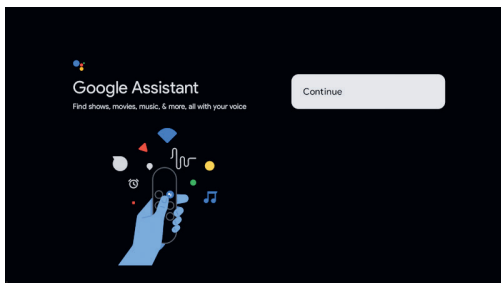 Google Assistant
Find shows, movies, music, & more, all with your voice
Continue